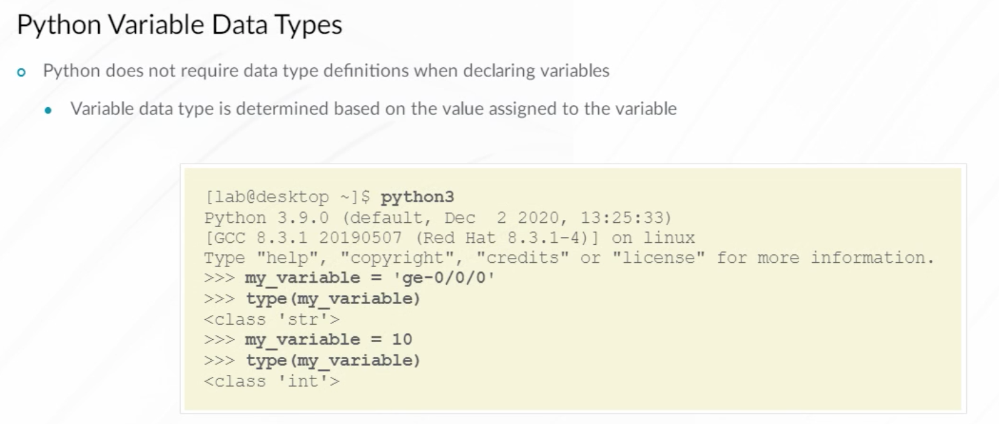 Python Variable Data Types
Python does not require data type definitions when declaring variables
Variable data type is determined based on the value assigned to the variable
[lab@desktop ~]$ python3
Python 3.9.0 (default, Dec  2 2020, 13:25:33)
[GCC 8.3.1 20190507 (Red Hat 8.3.1-4)] on linux
Type "help", "copyright", "credits" or "license" for more information.
>>> my_variable = 'ge-0/0/0'
>>> type(my_variable)
<class 'str'>
>>> my_variable = 10
>>> type(my_variable)
<class 'int'>